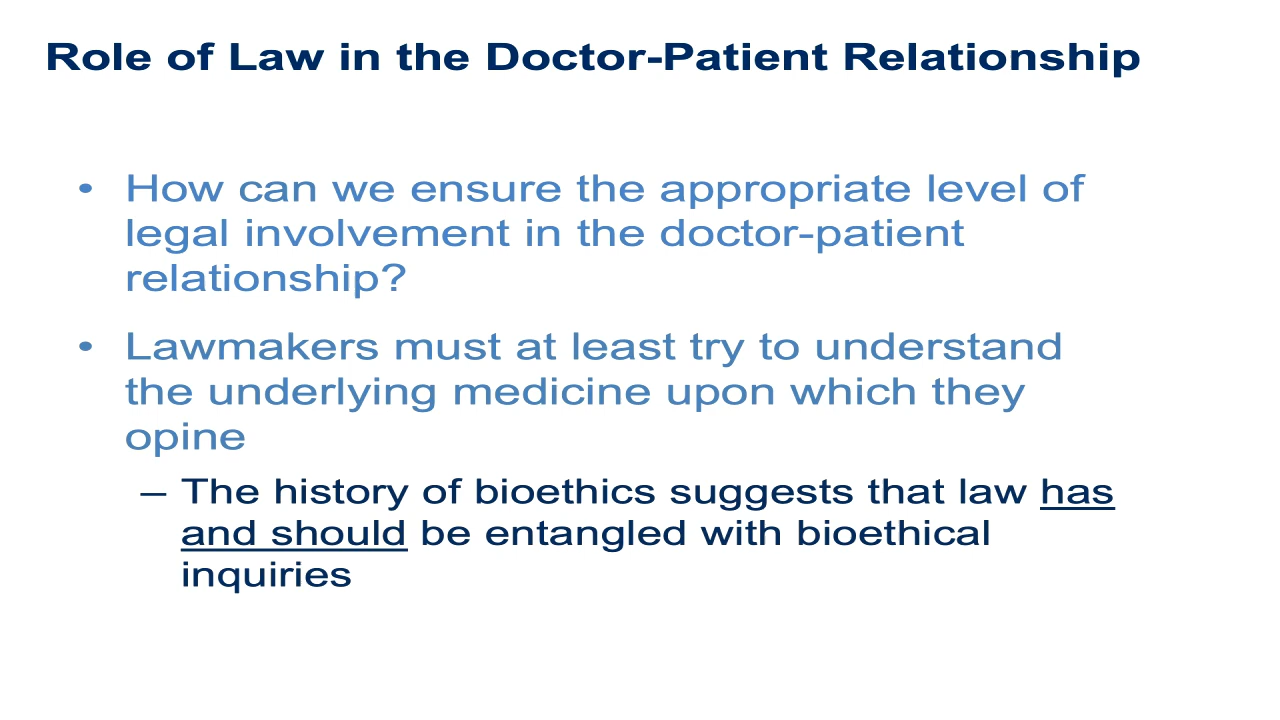 Role of Law in the Doctor-Patient Relationship
• How can we ensure the appropriate level of
legal involvement in the doctor-patient
relationship?
• Lawmakers must at least try to understand
the underlying medicine upon which they
opine
– The history of bioethics suggests that law has
and should be entangled with bioethical
inquiries